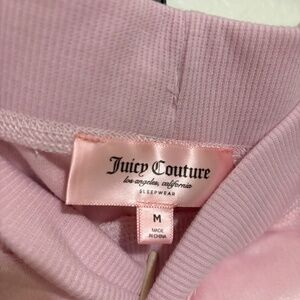 Juicy Couture
los angeles, california
SLEEPWEAR
M
MADE
IN CHINA